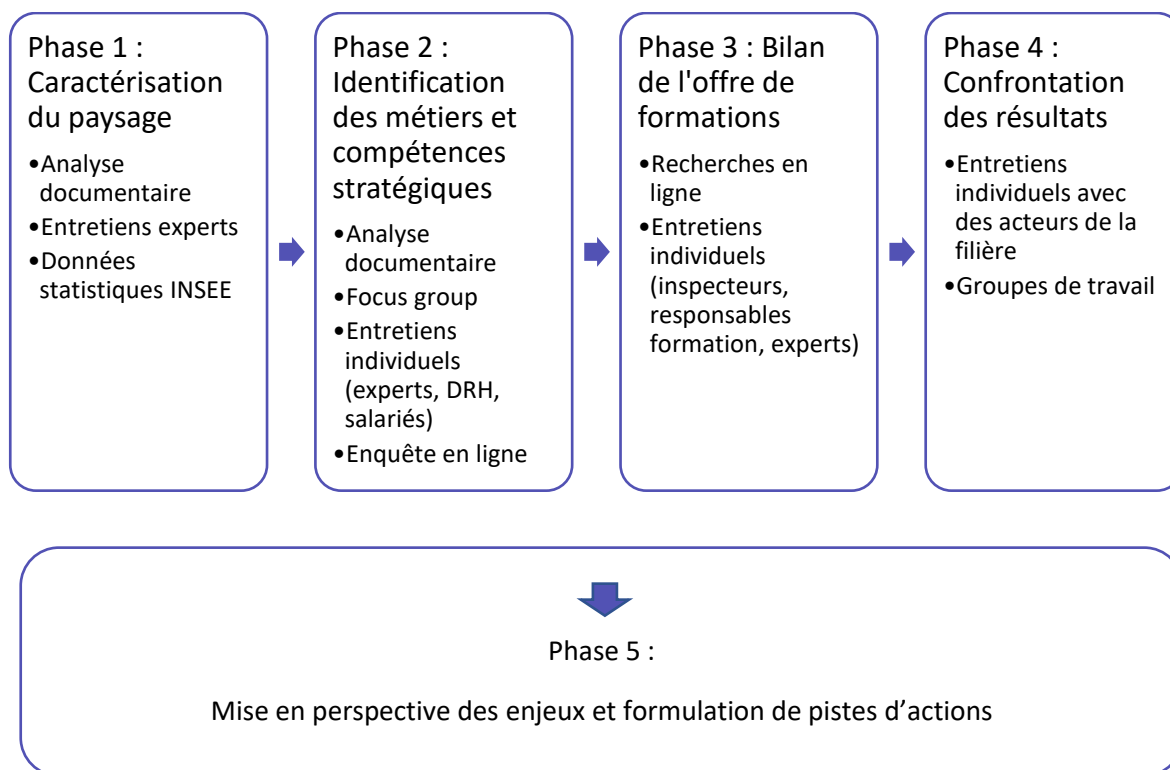 Phase 1 :
Caractérisation
du paysage
•Analyse
documentaire
•Entretiens experts
•Données
statistiques INSEE
Phase 2 :
Identification
des métiers et
compétences
stratégiques
•Analyse
documentaire
•Focus group
•Entretiens
individuels
(experts, DRH,
salariés)
•Enquête en ligne
Phase 3 : Bilan
de l'offre de
formations
•Recherches en
ligne
•Entretiens
individuels
(inspecteurs,
responsables
formation, experts)
Phase 4 :
Confrontation
des résultats
•Entretiens
individuels avec
des acteurs de la
filière
•Groupes de travail
Phase 5 :
Mise en perspective des enjeux et formulation de pistes d’actions